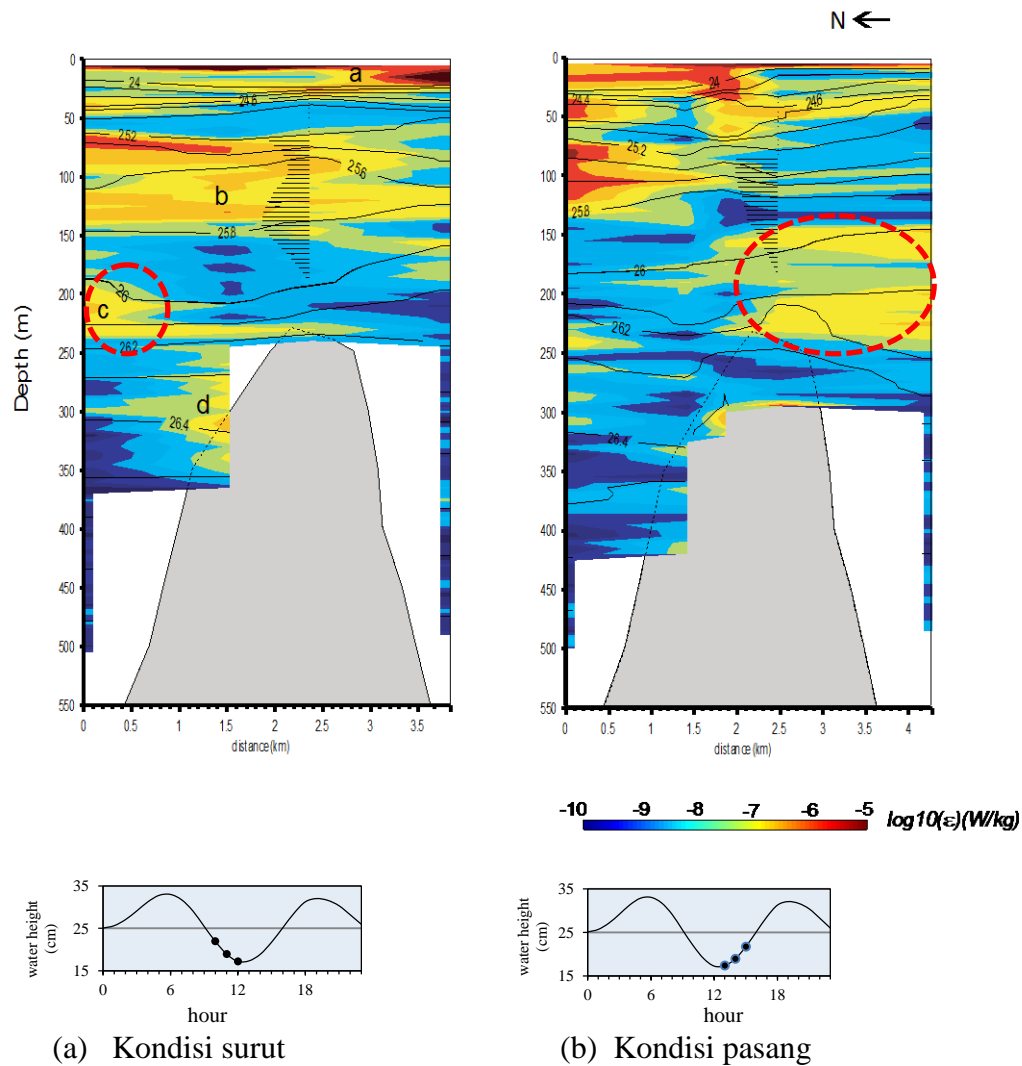 N
0
50
100
150
200
250
300
350
400
450
500
550
Depth (m)
a
b
c
d
24
24.6
25.2
25.6
25.8
26
26.2
26.4
0 0.5 1 1.5 2 2.5 3 3.5
distance(km)
0
50
100
150
200
250
300
350
400
450
500
550
24
24.4
24.6
25.2
25.8
26
26.2
26.4
0 0.5 1 1.5 2 2.5 3 3.5 4
distance(km)
-10 -9 -8 -7 -6 -5
log10(ε)(W/kg)
35
25
15
water height
(cm)
0 6 12 18
hour
35
25
15
water height
(cm)
0 6 12 18
hour
(a) Kondisi surut
(b) Kondisi pasang